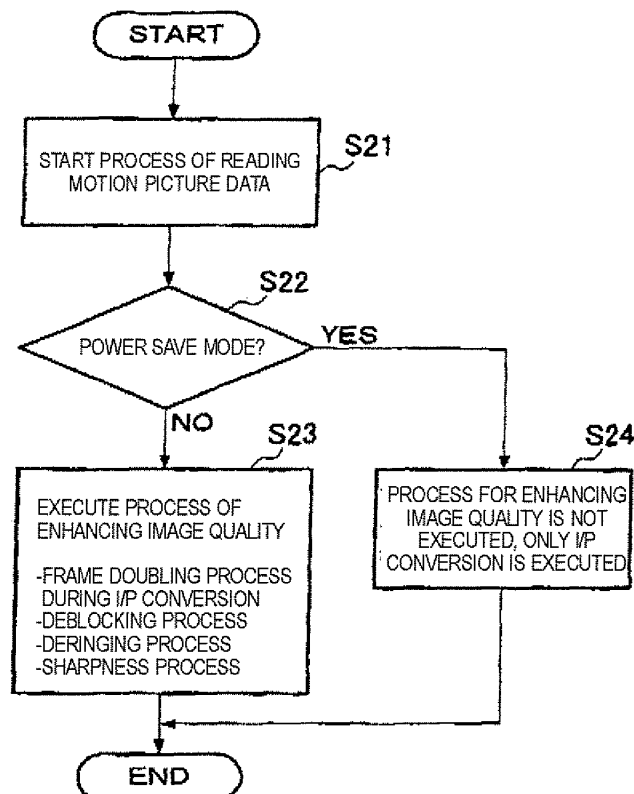 START
START PROCESS OF READING
MOTION PICTURE DATA
S21
POWER SAVE MODE?
S22
YES
NO
S23
EXECUTE PROCESS OF
ENHANCING IMAGE QUALITY
-FRAME DOUBLING PROCESS
DURING I/P CONVERSION
-DEBLOCKING PROCESS
-DERINGING PROCESS
-SHARPNESS PROCESS
S24
PROCESS FOR ENHANCING
IMAGE QUALITY IS NOT
EXECUTED, ONLY I/P
CONVERSION IS EXECUTED
END